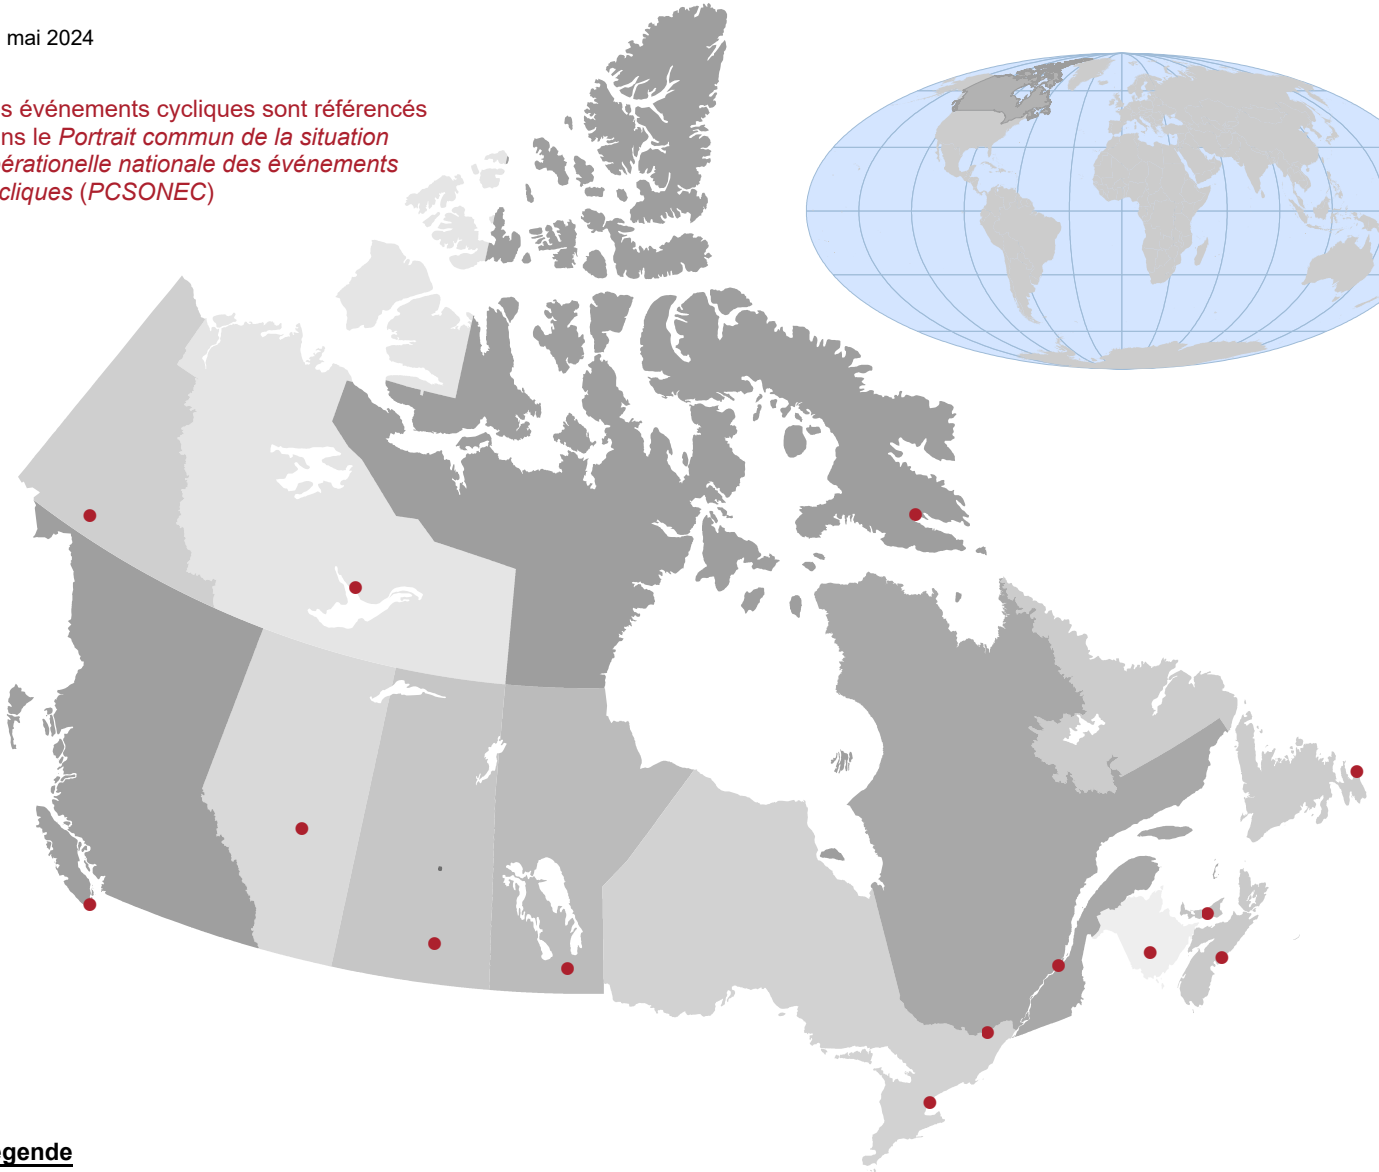 mai 2024
s événements cycliques sont référencés
ns le Portrait commun de la situation
érationelle nationale des événements
cliques (PCSONEC)
gende